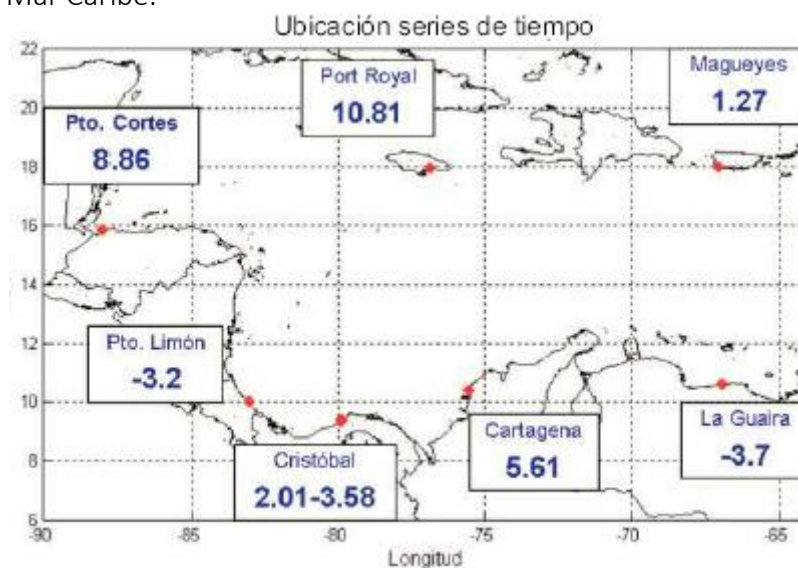 Mar Caribe.
Ubicación series de tiempo
22
20
18
16
14
12
10
8
6
Port Royal
10.81
Magueyes
1.27
Pto. Cortes
8.86
Pto. Limón
-3.2
Cristóbal
2.01-3.58
Cartagena
5.61
La Guaira
-3.7
-90
-85
-80
-75
-70
-65
Longitud